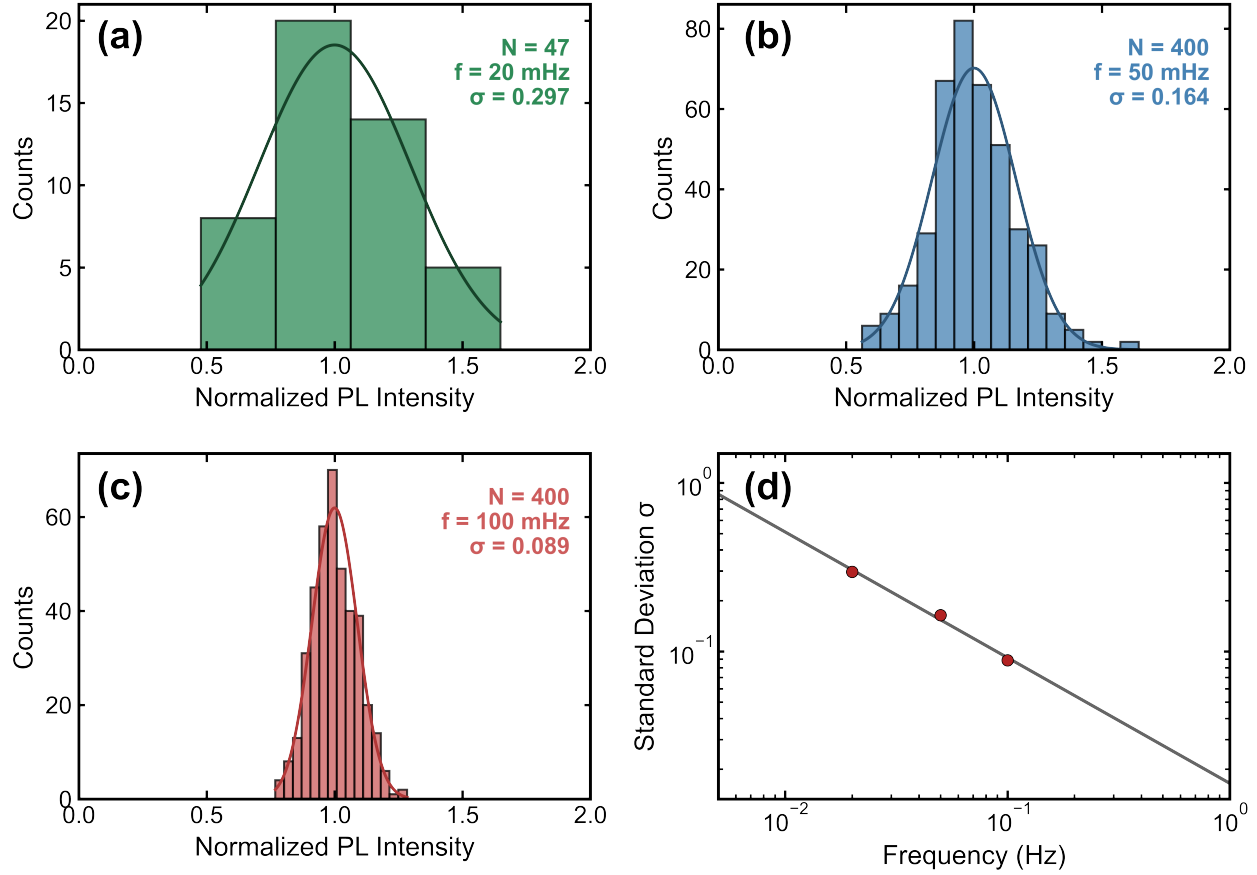 (a)
N = 47
f = 20 mHz
σ = 0.297
20
15
10
5
0
Counts
0.0 0.5 1.0 1.5 2.0
Normalized PL Intensity
(b)
N = 400
f = 50 mHz
σ = 0.164
80
60
40
20
0
Counts
0.0 0.5 1.0 1.5 2.0
Normalized PL Intensity
(c)
N = 400
f = 100 mHz
σ = 0.089
60
40
20
0
Counts
0.0 0.5 1.0 1.5 2.0
Normalized PL Intensity
(d)
10⁰
10⁻¹
Standard Deviation σ
10⁻² 10⁻¹ 10⁰
Frequency (Hz)